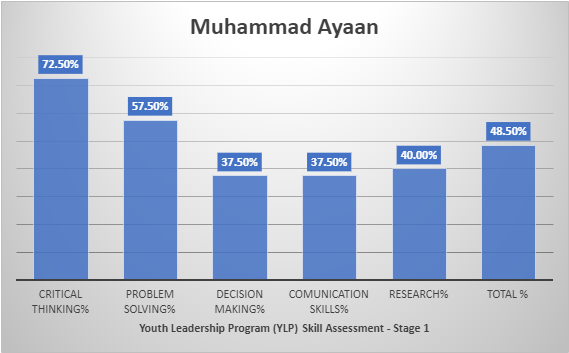 Muhammad Ayaan
72.50%
57.50%
37.50%
37.50%
40.00%
48.50%
CRITICAL
THINKING%
PROBLEM
SOLVING%
DECISION
MAKING%
COMUNICATION
SKILLS%
RESEARCH%
TOTAL %
Youth Leadership Program (YLP) Skill Assessment - Stage 1